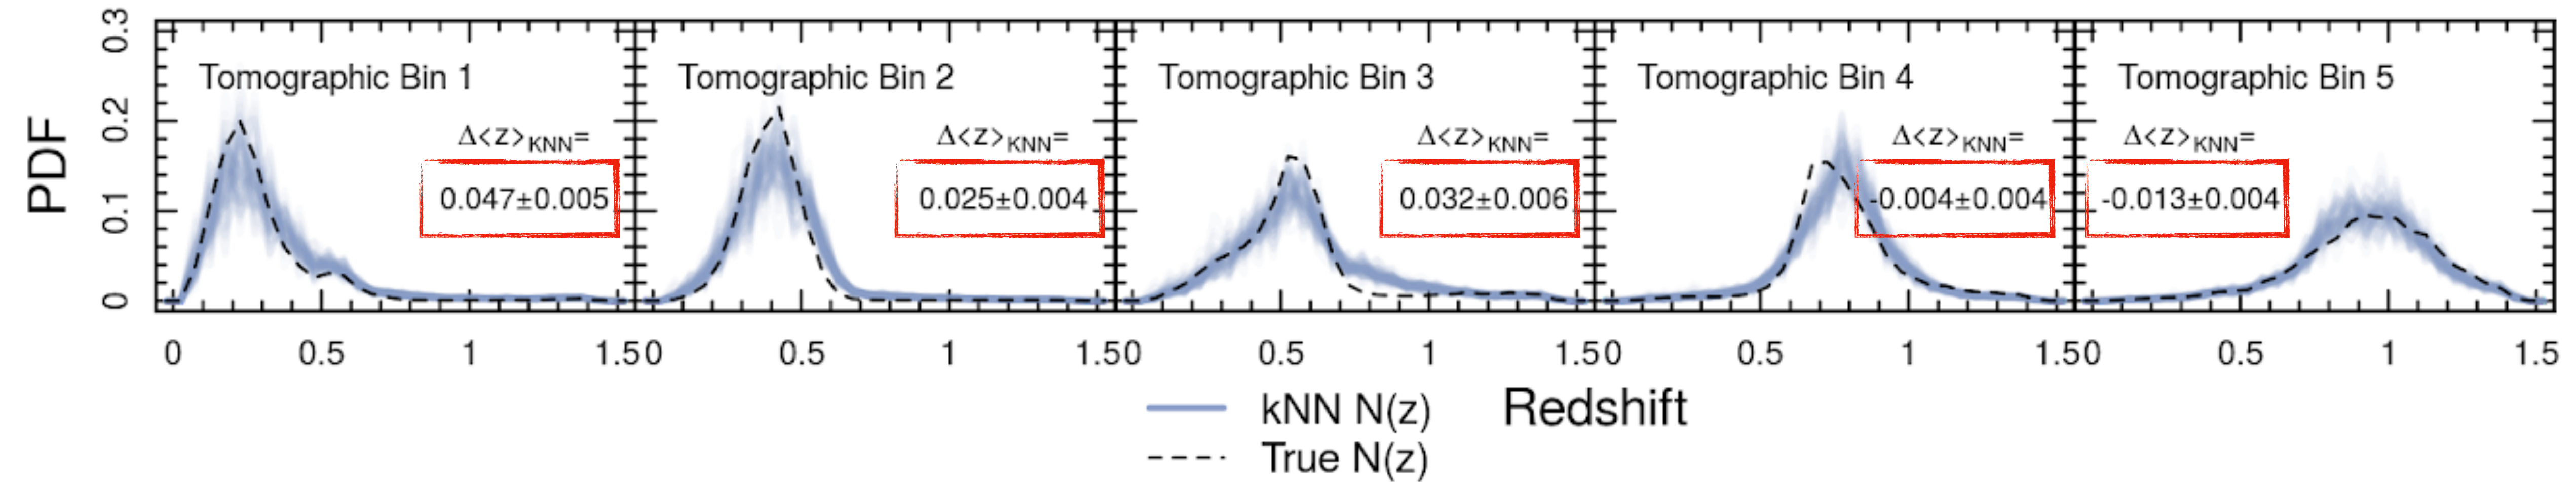 PDF
0.3
0.2
0.1
0
Tomographic Bin 1
Δ<z>KNN=
0.047±0.005
Tomographic Bin 2
Δ<z>KNN=
0.025±0.004
Tomographic Bin 3
Δ<z>KNN=
0.032±0.006
Tomographic Bin 4
Δ<z>KNN=
-0.004±0.004
Tomographic Bin 5
Δ<z>KNN=
-0.013±0.004
0 0.5 1 1.50 0.5 1 1.50 0.5 1 1.50 0.5 1 1.50 0.5 1 1.5
Redshift
kNN N(z)
True N(z)